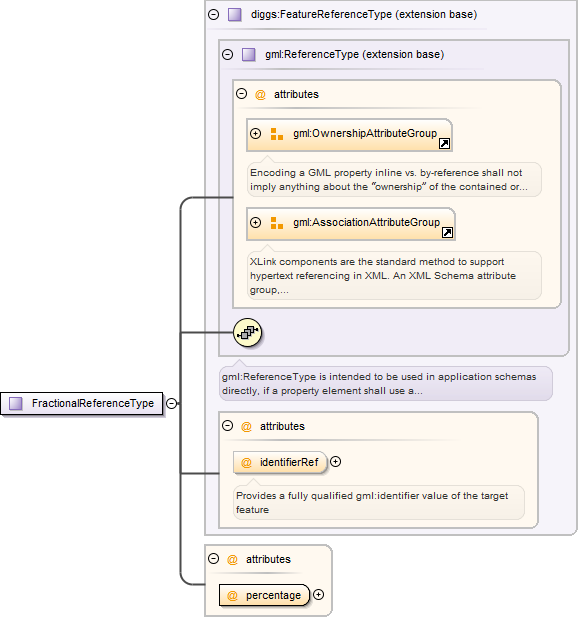 diggs:FeatureReferenceType (extension base)
gml:ReferenceType (extension base)
@ attributes
gml:OwnershipAttributeGroup
Encoding a GML property inline vs. by-reference shall not
imply anything about the "ownership" of the contained or...
gml:AssociationAttributeGroup
XLink components are the standard method to support
hypertext referencing in XML. An XML Schema attribute
group,...
FractionalReferenceType
gml:ReferenceType is intended to be used in application schemas
directly, if a property element shall use a...
@ attributes
@ identifierRef
Provides a fully qualified gml:identifier value of the target
feature
@ attributes
@ percentage